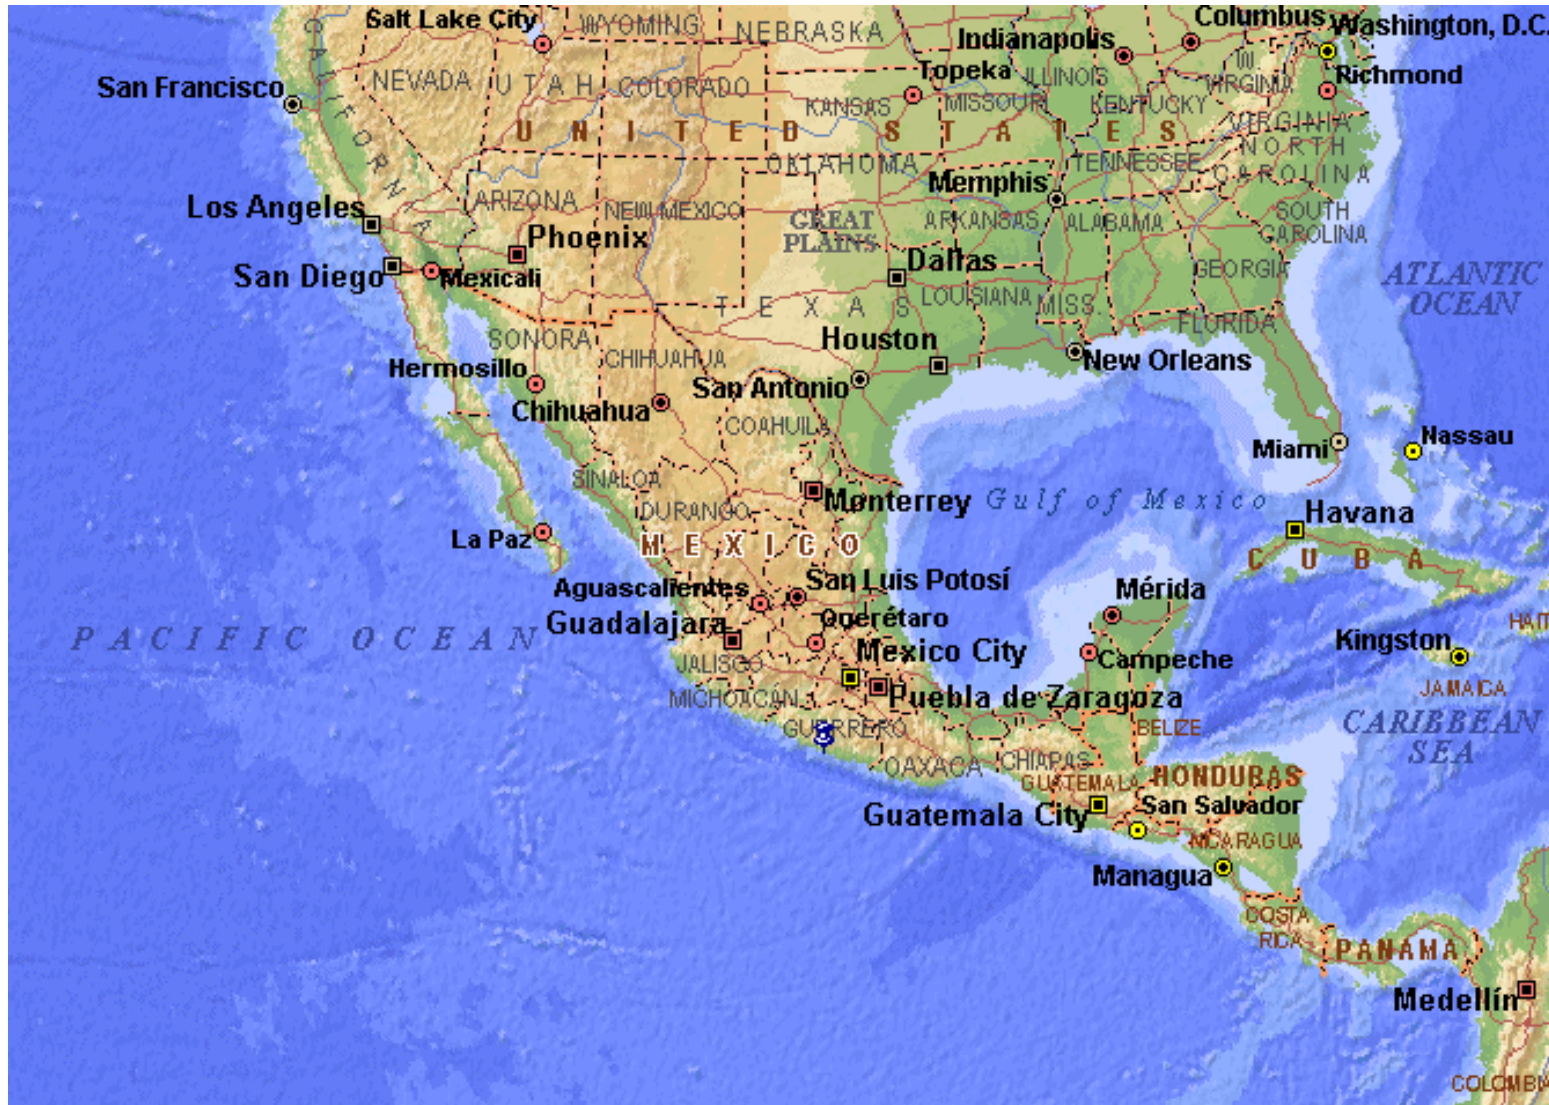 Salt Lake City
WYOMING
NEBRASKA
Columbus
Washington, D.C.
Indianapolis
CALIFORNIA
NEVADA
UTAH
COLORADO
Topeka
ILLINOIS
W.
VIRGINIA
Richmond
San Francisco
KANSAS
MISSOURI
KENTUCKY
VIRGINIA
UNITED STATES
NORTH
CAROLINA
OKLAHOMA
TENNESSEE
Memphis
ARIZONA
NEW MEXICO
Los Angeles
GREAT
PLAINS
ARKANSAS
ALABAMA
SOUTH
CAROLINA
Phoenix
San Diego
Mexicali
Dallas
GEORGIA
ATLANTIC
OCEAN
TEXAS
LOUISIANA
MISS.
FLORIDA
SONORA
Houston
CHIHUAHUA
New Orleans
Hermosillo
San Antonio
Chihuahua
COAHUILA
Miami
Nassau
SINALOA
Monterrey
Gulf of Mexico
DURANGO
Havana
La Paz
MEXICO
CUBA
Aguascalientes
San Luis Potosí
Mérida
Guadalajara
Querétaro
HAIT
PACIFIC OCEAN
Kingston
Mexico City
Campeche
JALISCO
JAMAICA
MICHOACÁN
Puebla de Zaragoza
GUERRERO
BELIZE
CARIBBEAN
SEA
OAXACA
CHIAPAS
GUATEMALA
HONDURAS
Guatemala City
San Salvador
NICARAGUA
Managua
COSTA
RICA
PANAMA
Medellín
COLOMBIA